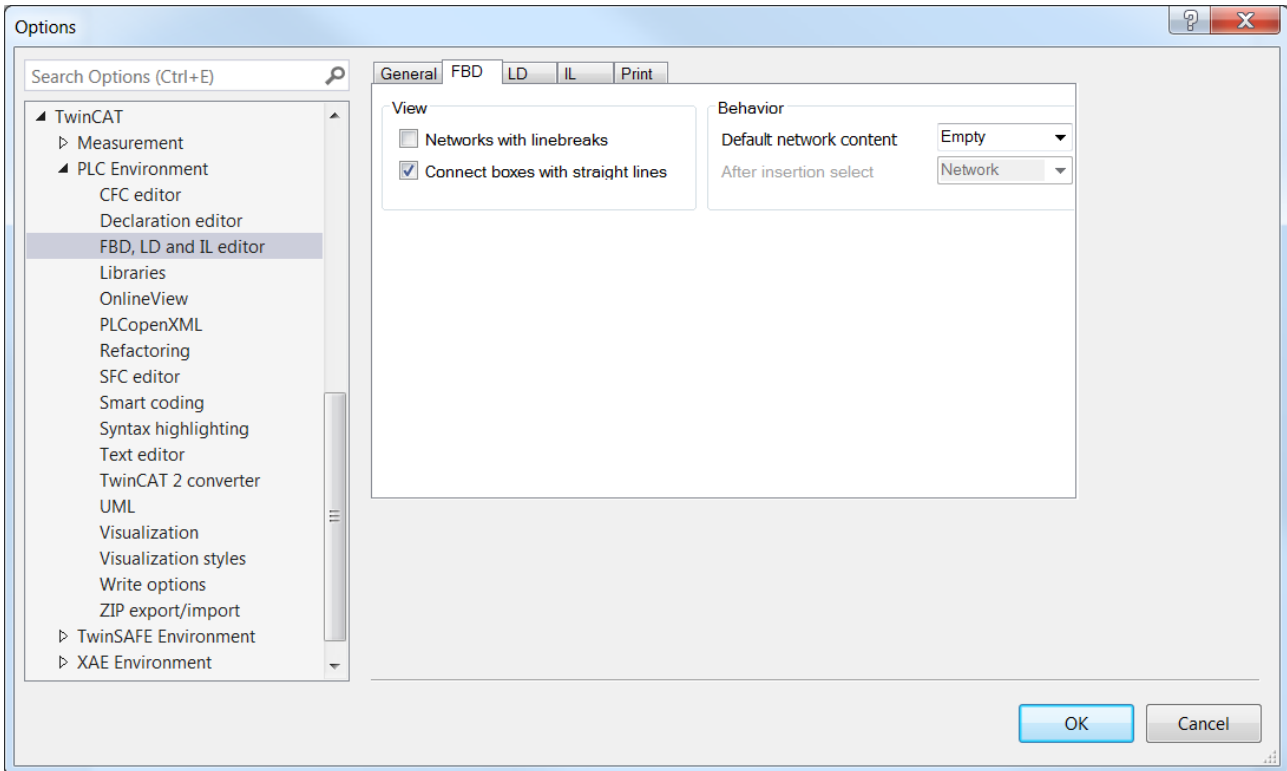 Options
Search Options (Ctrl+E)
TwinCAT
Measurement
PLC Environment
CFC editor
Declaration editor
FBD, LD and IL editor
Libraries
OnlineView
PLCopenXML
Refactoring
SFC editor
Smart coding
Syntax highlighting
Text editor
TwinCAT 2 converter
UML
Visualization
Visualization styles
Write options
ZIP export/import
TwinSAFE Environment
XAE Environment
General FBD LD IL Print
View
Networks with linebreaks
Connect boxes with straight lines
Behavior
Default network content Empty
After insertion select Network
OK Cancel